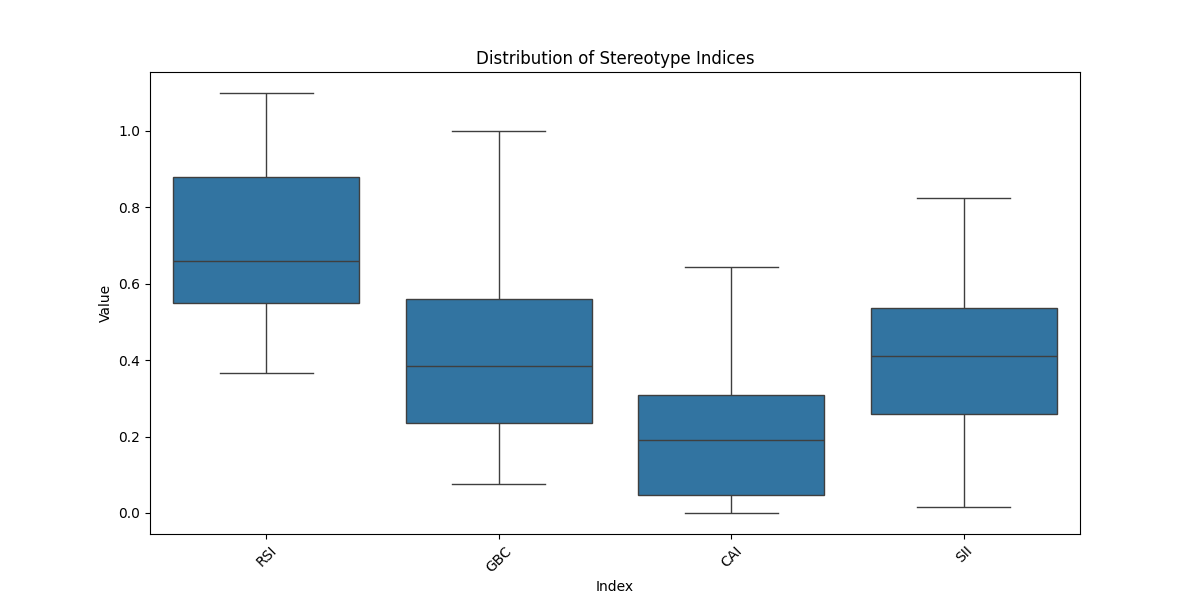 Distribution of Stereotype Indices
Value
1.0
0.8
0.6
0.4
0.2
0.0
RSI
GBC
CAI
SII
Index